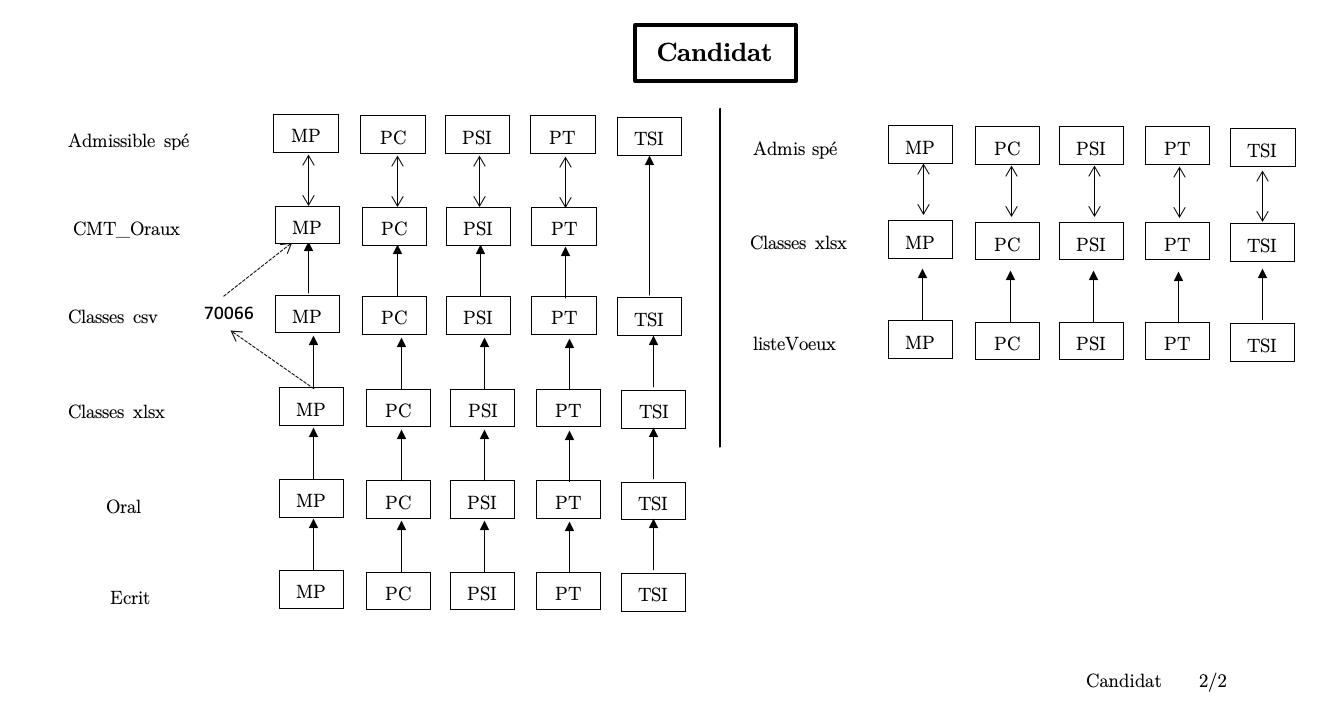 Candidat
Admissible spé MP PC PSI PT TSI
CMT_Oraux MP PC PSI PT
Classes csv 70066 MP PC PSI PT TSI
Classes xlsx MP PC PSI PT TSI
Oral MP PC PSI PT TSI
Ecrit MP PC PSI PT TSI
Admis spé MP PC PSI PT TSI
Classes xlsx MP PC PSI PT TSI
listeVoeux MP PC PSI PT TSI
Candidat 2/2